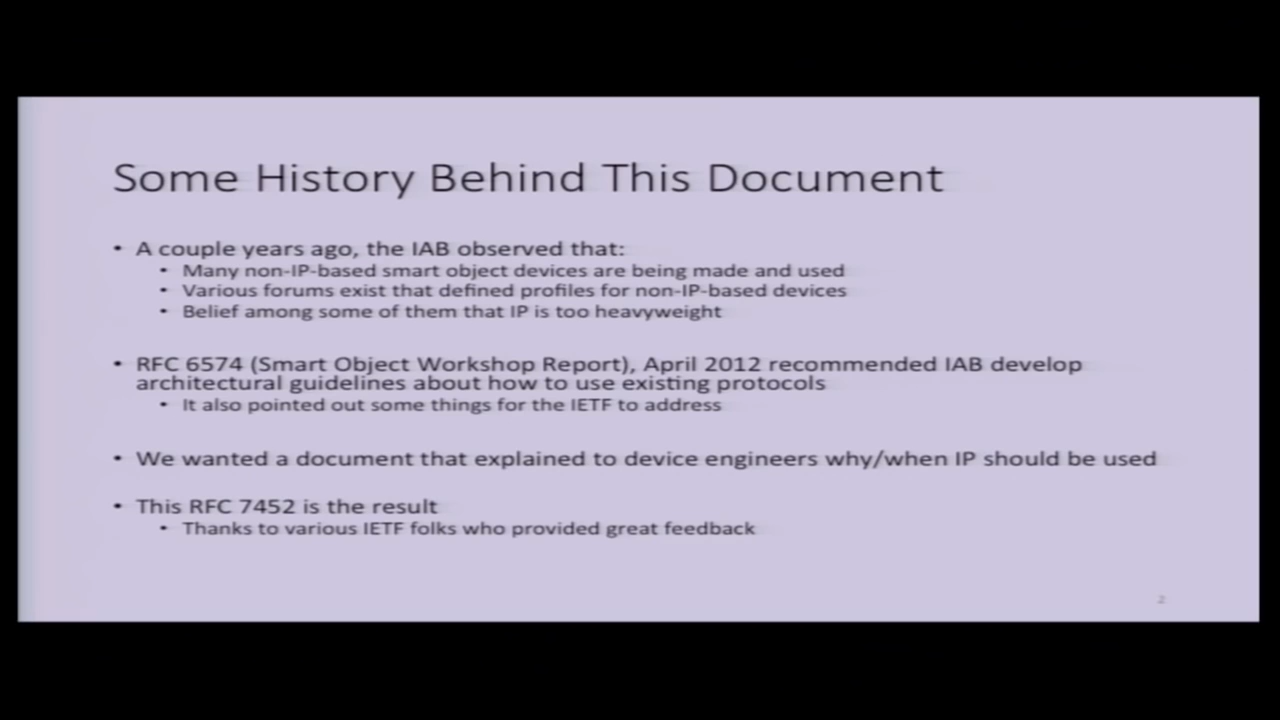 Some History Behind This Document
• A couple years ago, the IAB observed that:
• Many non-IP-based smart object devices are being made and used
• Various forums exist that defined profiles for non-IP-based devices
• Belief among some of them that IP is too heavyweight
• RFC 6574 (Smart Object Workshop Report), April 2012 recommended IAB develop
architectural guidelines about how to use existing protocols
• It also pointed out some things for the IETF to address
• We wanted a document that explained to device engineers why/when IP should be used
• This RFC 7452 is the result
• Thanks to various IETF folks who provided great feedback
2